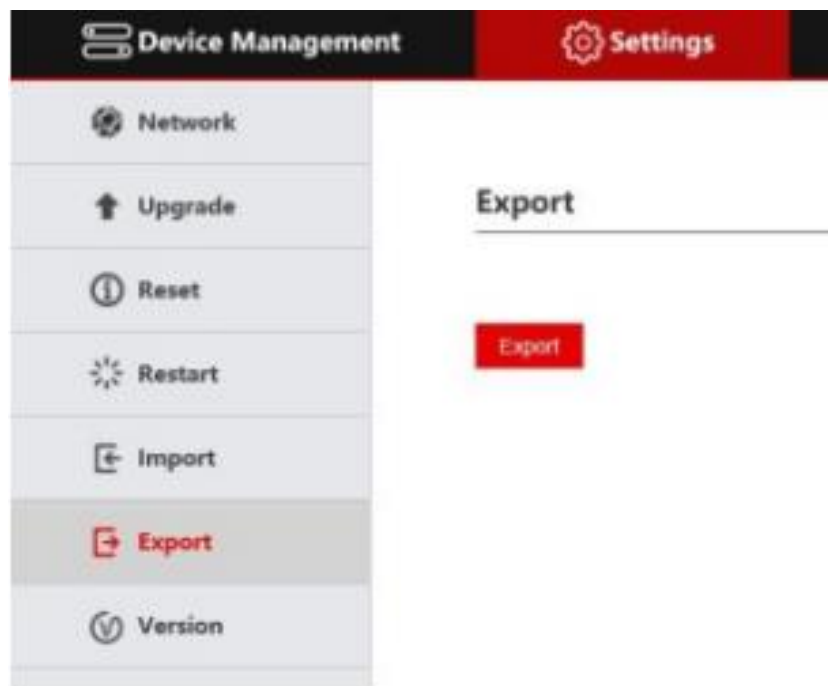 Device Management
Settings
Network
Upgrade
Reset
Restart
Import
Export
Version
Export
Export